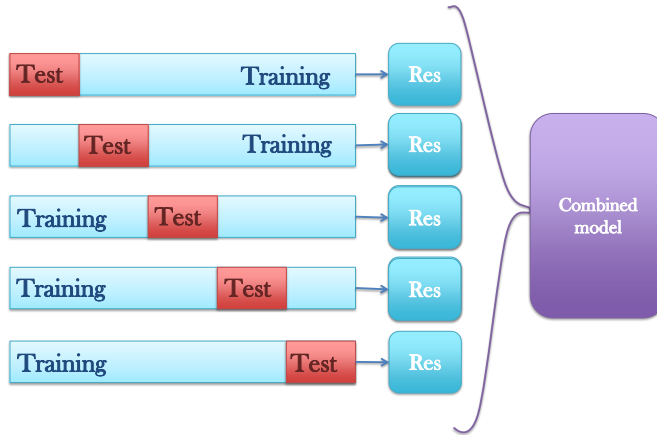 Test Training Res
Test Training Res
Training Test Res
Training Test Res
Training Test Res
Combined
model